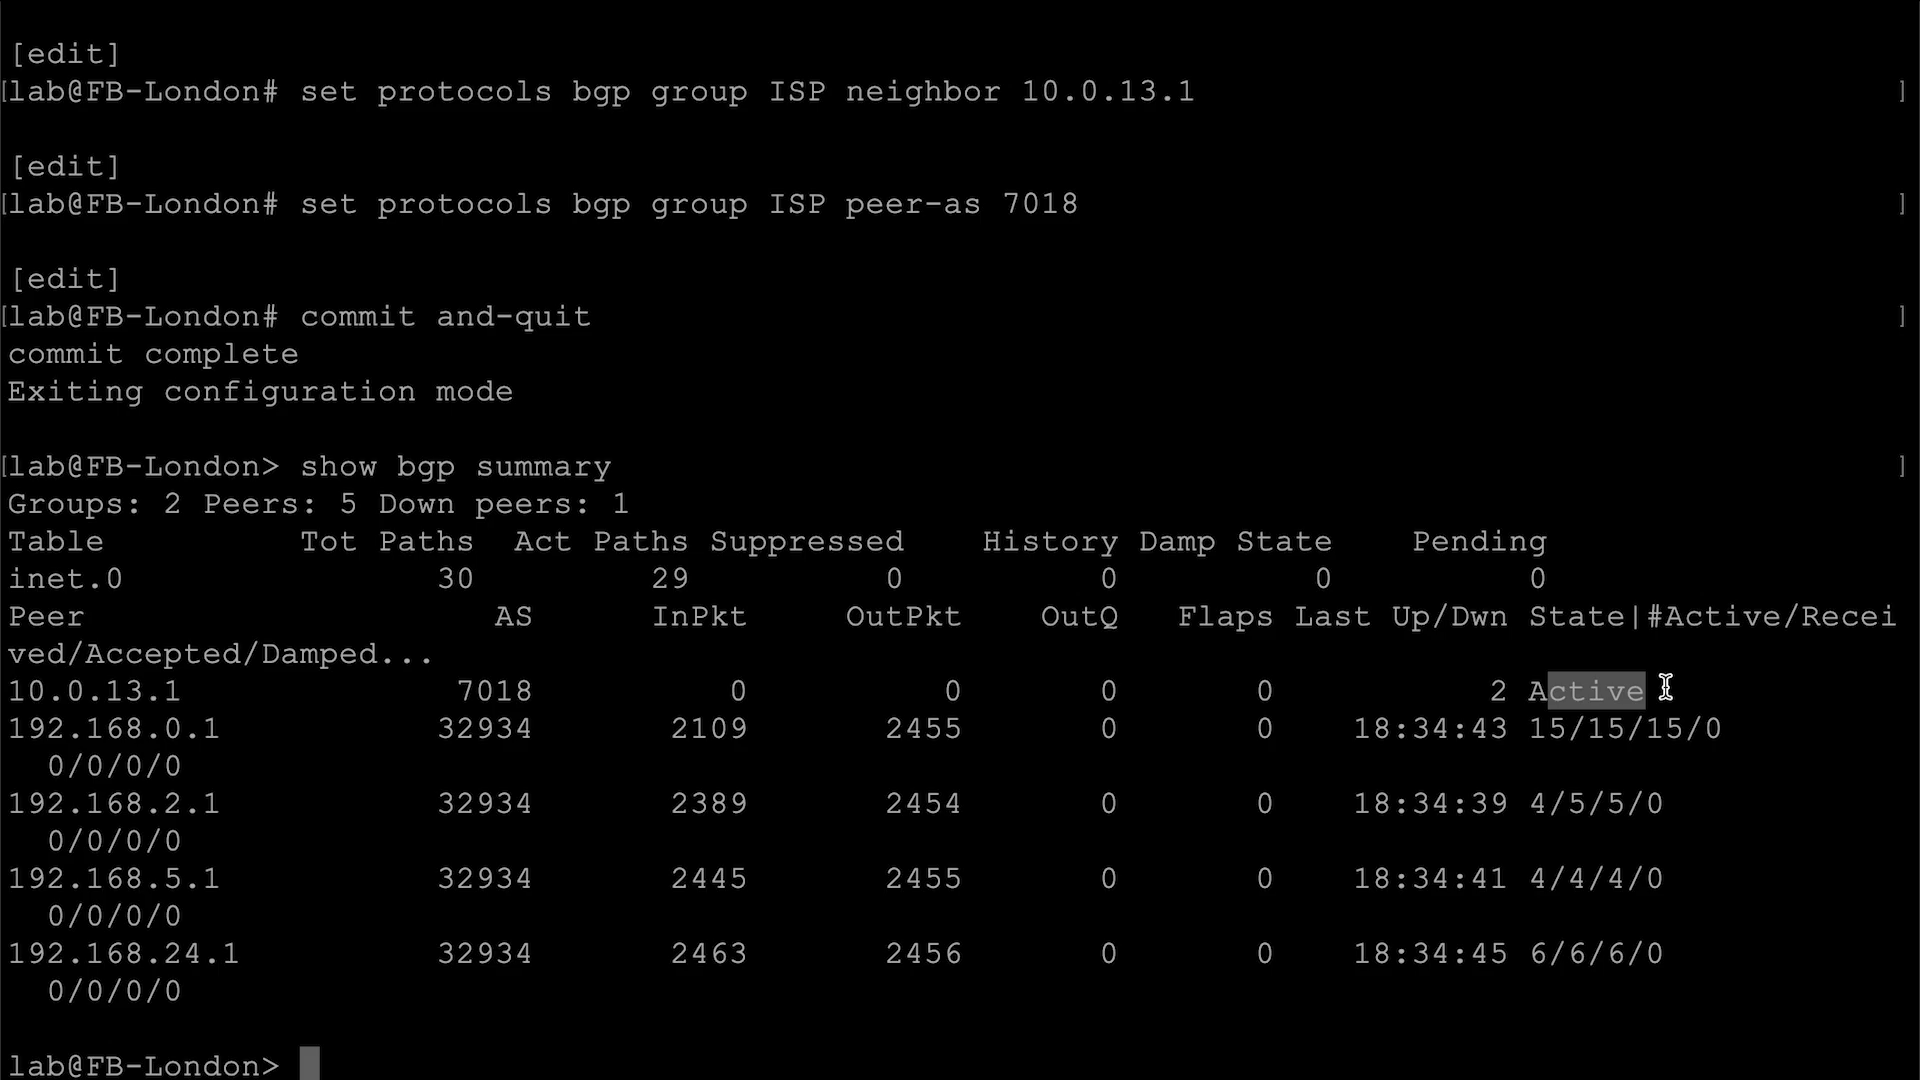 [edit]
[lab@FB-London# set protocols bgp group ISP neighbor 10.0.13.1 ]
[edit]
[lab@FB-London# set protocols bgp group ISP peer-as 7018 ]
[edit]
[lab@FB-London# commit and-quit ]
commit complete
Exiting configuration mode
[lab@FB-London> show bgp summary ]
Groups: 2 Peers: 5 Down peers: 1
Table Tot Paths Act Paths Suppressed History Damp State Pending
inet.0 30 29 0 0 0 0
Peer AS InPkt OutPkt OutQ Flaps Last Up/Dwn State|#Active/Recei
ved/Accepted/Damped...
10.0.13.1 7018 0 0 0 0 2 Active
192.168.0.1 32934 2109 2455 0 0 18:34:43 15/15/15/0
0/0/0/0
192.168.2.1 32934 2389 2454 0 0 18:34:39 4/5/5/0
0/0/0/0
192.168.5.1 32934 2445 2455 0 0 18:34:41 4/4/4/0
0/0/0/0
192.168.24.1 32934 2463 2456 0 0 18:34:45 6/6/6/0
0/0/0/0
lab@FB-London>